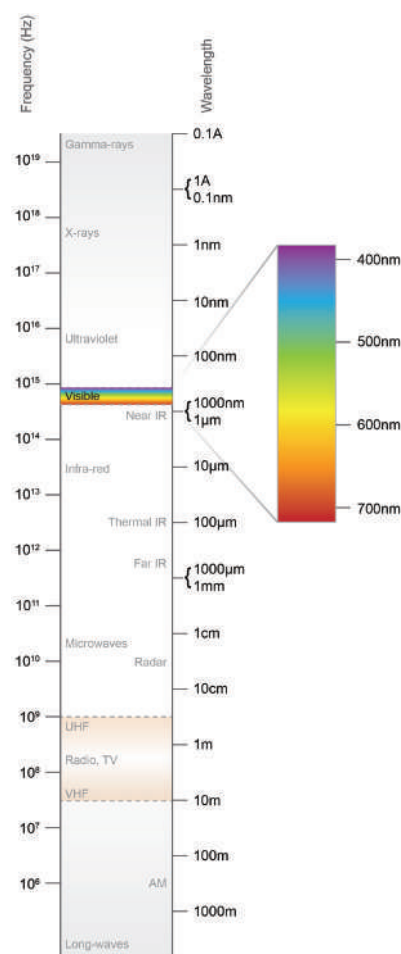 Frequency (Hz)
Wavelength
0.1A
Gamma-rays
10¹⁹
1A
0.1nm
10¹⁸
X-rays
1nm
10¹⁷
10nm
10¹⁶
Ultraviolet
100nm
10¹⁵
Visible
1000nm
Near IR
1µm
10¹⁴
Infra-red
10µm
10¹³
Thermal IR
100µm
10¹²
Far IR
1000µm
1mm
10¹¹
1cm
Microwaves
10¹⁰
Radar
10cm
10⁹
UHF
1m
Radio, TV
10⁸
VHF
10m
10⁷
100m
10⁶
AM
1000m
Long-waves
400nm
500nm
600nm
700nm